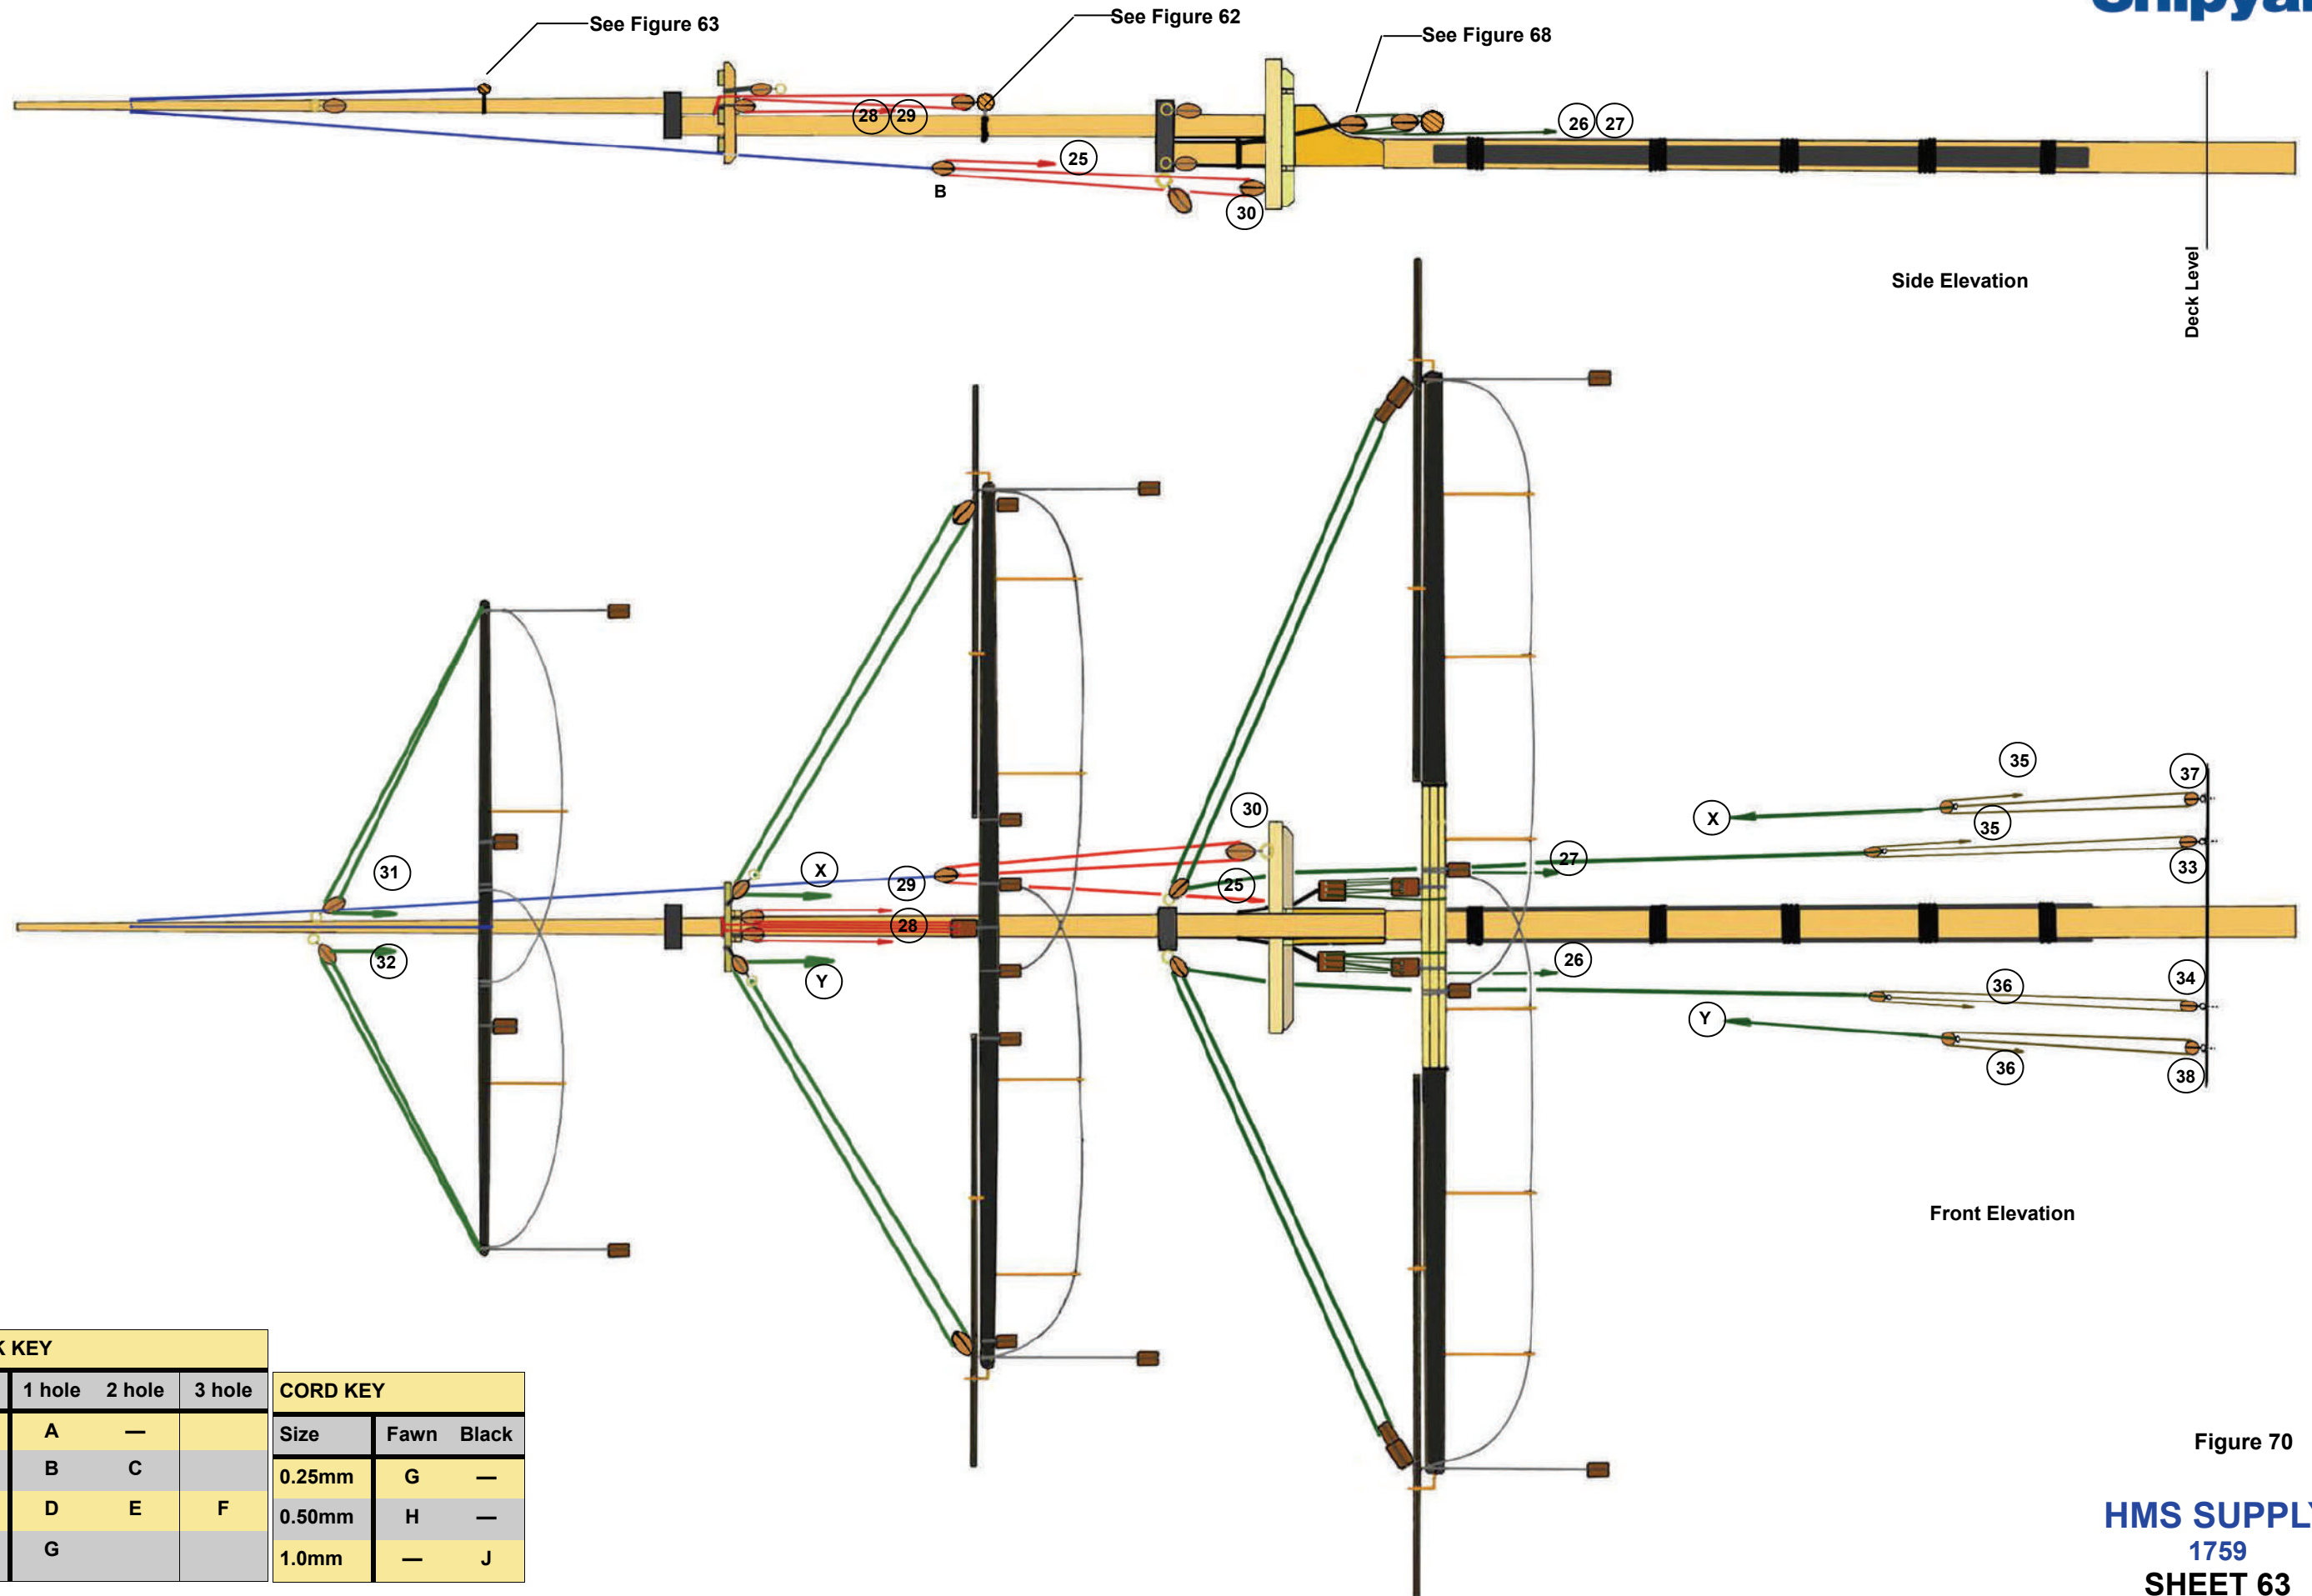 See Figure 63
See Figure 62
See Figure 68
28 29
26 27
25
B
30
Side Elevation
Deck Level
35
37
30
X
35
31
X
29
25
27
33
28
32
Y
26
34
36
Y
36
38
Front Elevation
KEY
1 hole 2 hole 3 hole
A —
B C
D E F
G
CORD KEY
Size Fawn Black
0.25mm G —
0.50mm H —
1.0mm — J
Figure 70
HMS SUPPLY
1759
SHEET 63